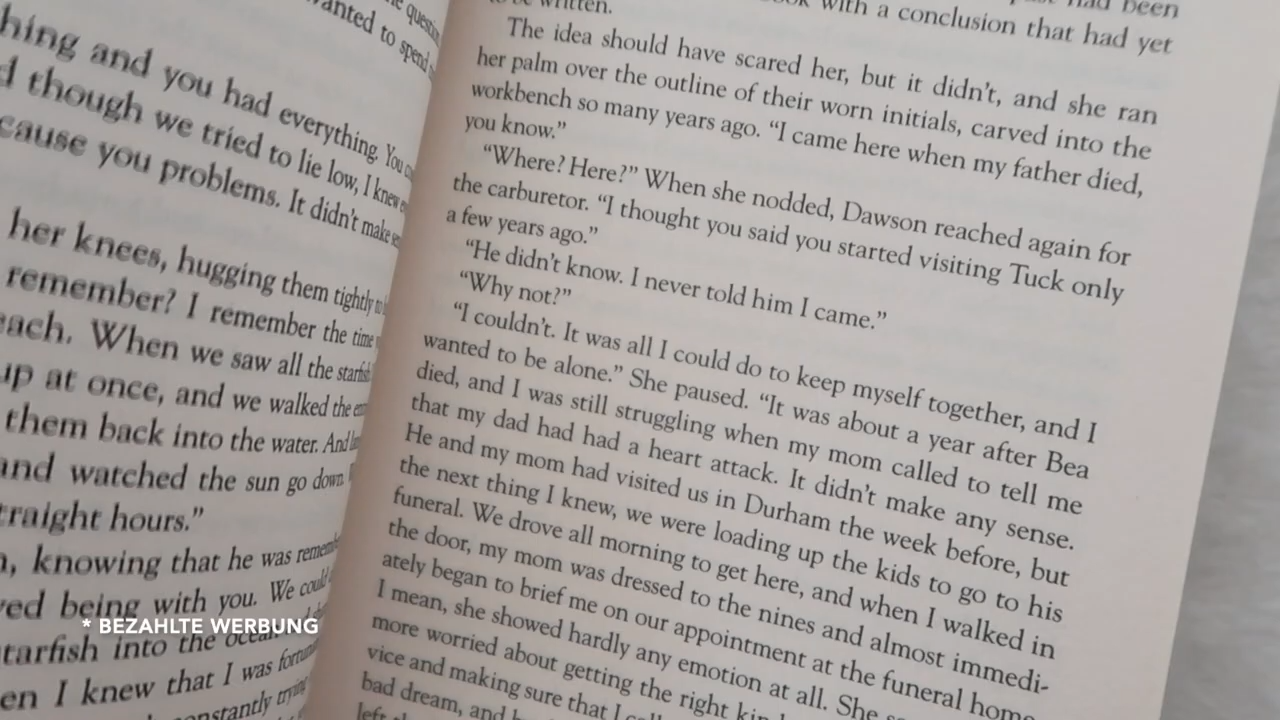 question
wanted to spend
hing and you had everything. You
d though we tried to lie low, I knew
cause you problems. It didn't make
her knees, hugging them tightly to
remember? I remember the time
each. When we saw all the starfish
up at once, and we walked the
them back into the water. And
and watched the sun go down.
traight hours."
n, knowing that he was
ved being with you. We could
tarfish into the ocean
en I knew that I was
constantly trying
to be written.
with a conclusion that had yet
had been
The idea should have scared her, but it didn't, and she ran
her palm over the outline of their worn initials, carved into the
workbench so many years ago. "I came here when my father died,
you know."
"Where? Here?" When she nodded, Dawson reached again for
the carburetor. "I thought you said you started visiting Tuck only
a few years ago."
"He didn't know. I never told him I came."
"Why not?"
"I couldn't. It was all I could do to keep myself together, and I
wanted to be alone." She paused. "It was about a year after Bea
died, and I was still struggling when my mom called to tell me
that my dad had had a heart attack. It didn't make any sense.
He and my mom had visited us in Durham the week before, but
the next thing I knew, we were loading up the kids to go to his
funeral. We drove all morning to get here, and when I walked in
the door, my mom was dressed to the nines and almost immedi-
ately began to brief me on our appointment at the funeral home.
I mean, she showed hardly any emotion at all. She
more worried about getting the right
vice and making sure that I
bad dream, and
left
* BEZAHLTE WERBUNG